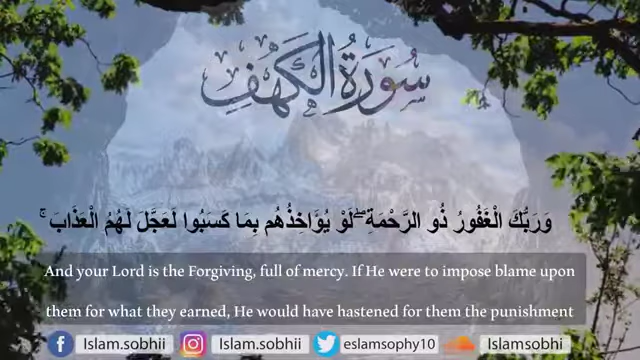 سُورَةُ الكَهْفِ
وَرَبُّكَ الْغَفُورُ ذُو الرَّحْمَةِ ۖ لَوْ يُؤَاخِذُهُم بِمَا كَسَبُوا لَعَجَّلَ لَهُمُ الْعَذَابَ ۚ
And your Lord is the Forgiving, full of mercy. If He were to impose blame upon
them for what they earned, He would have hastened for them the punishment
Islam.sobhii Islam.sobhii eslamsophy10 Islamsobhi